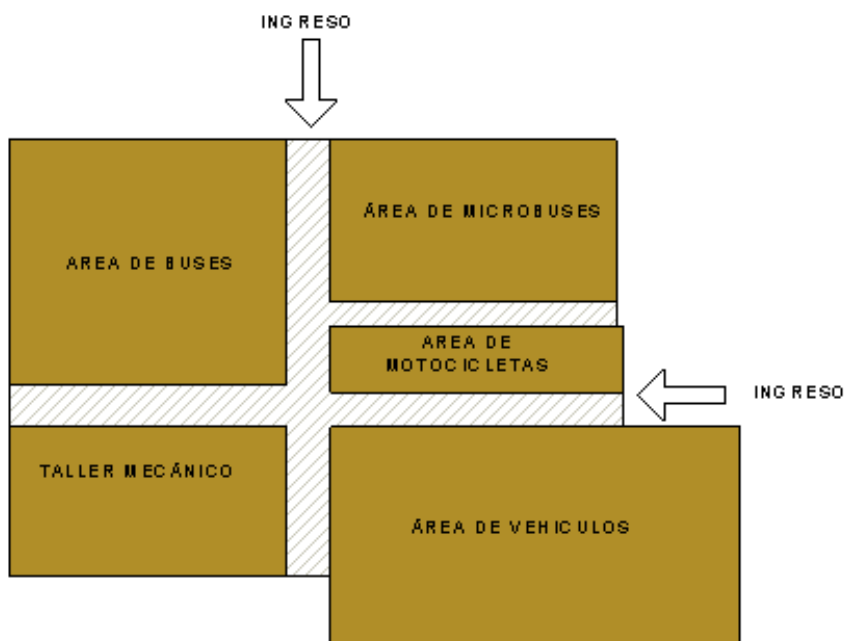 INGRESO
ÁREA DE MICROBUSES
AREA DE BUSES
AREA DE
MOTOCICLETAS
INGRESO
TALLER MECÁNICO
ÁREA DE VEHICULOS